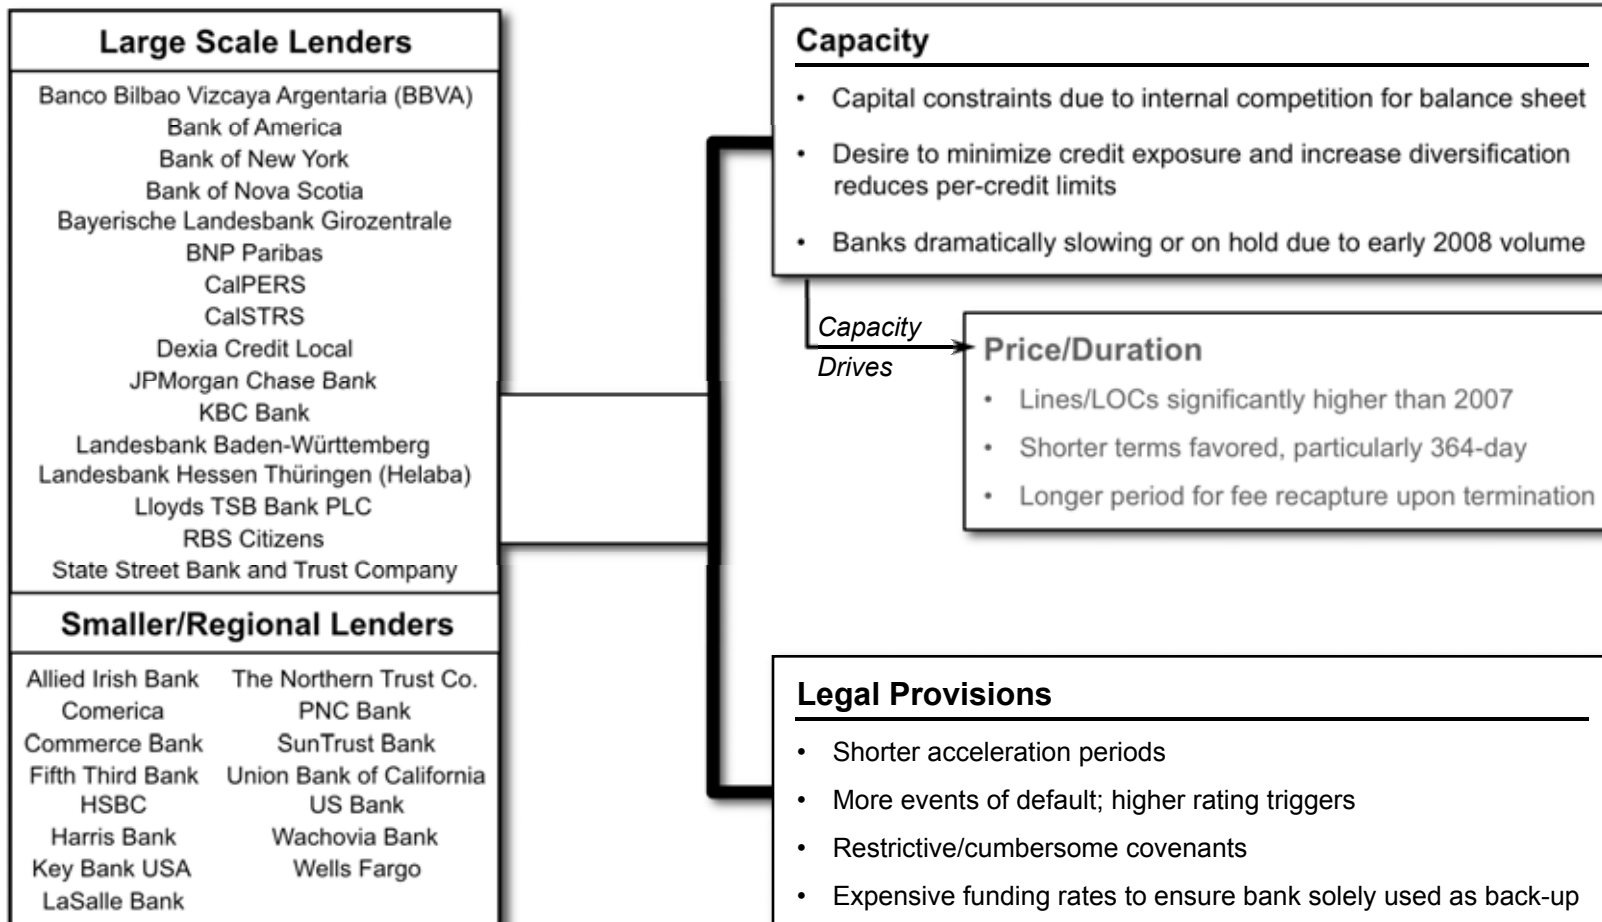 Large Scale Lenders
Banco Bilbao Vizcaya Argentaria (BBVA)
Bank of America
Bank of New York
Bank of Nova Scotia
Bayerische Landesbank Girozentrale
BNP Paribas
CalPERS
CalSTRS
Dexia Credit Local
JPMorgan Chase Bank
KBC Bank
Landesbank Baden-Württemberg
Landesbank Hessen Thüringen (Helaba)
Lloyds TSB Bank PLC
RBS Citizens
State Street Bank and Trust Company
Smaller/Regional Lenders
Allied Irish Bank
Comerica
Commerce Bank
Fifth Third Bank
HSBC
Harris Bank
Key Bank USA
LaSalle Bank
The Northern Trust Co.
PNC Bank
SunTrust Bank
Union Bank of California
US Bank
Wachovia Bank
Wells Fargo
Capacity
• Capital constraints due to internal competition for balance sheet
• Desire to minimize credit exposure and increase diversification
reduces per-credit limits
• Banks dramatically slowing or on hold due to early 2008 volume
Capacity
Drives
Price/Duration
• Lines/LOCs significantly higher than 2007
• Shorter terms favored, particularly 364-day
• Longer period for fee recapture upon termination
Legal Provisions
• Shorter acceleration periods
• More events of default; higher rating triggers
• Restrictive/cumbersome covenants
• Expensive funding rates to ensure bank solely used as back-up